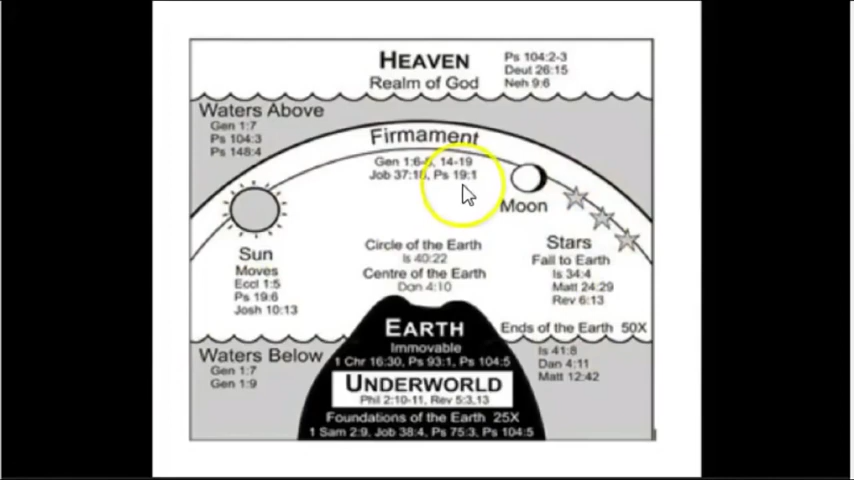 HEAVEN
Realm of God
Ps 104:2-3
Deut 26:15
Neh 9:6
Waters Above
Gen 1:7
Ps 104:3
Ps 148:4
Firmament
Gen 1:6-8, 14-19
Job 37:18, Ps 19:1
Moon
Sun
Moves
Eccl 1:5
Ps 19:6
Josh 10:13
Circle of the Earth
Is 40:22
Centre of the Earth
Dan 4:10
Stars
Fall to Earth
Is 34:4
Matt 24:29
Rev 6:13
EARTH
Immovable
1 Chr 16:30, Ps 93:1, Ps 104:5
Ends of the Earth 50X
Is 41:8
Dan 4:11
Matt 12:42
Waters Below
Gen 1:7
Gen 1:9
UNDERWORLD
Phil 2:10-11, Rev 5:3,13
Foundations of the Earth 25X
1 Sam 2:9, Job 38:4, Ps 75:3, Ps 104:5